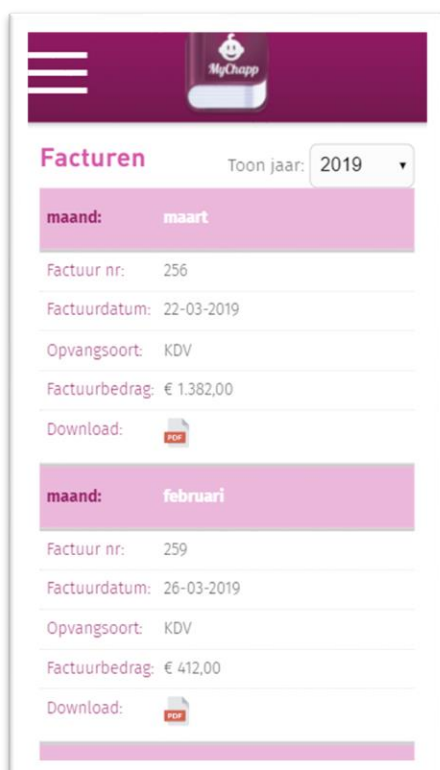 MyChapp
Facturen Toon jaar: 2019
maand: maart
Factuur nr: 256
Factuurdatum: 22-03-2019
Opvangsoort: KDV
Factuurbedrag: € 1.382,00
Download: PDF
maand: februari
Factuur nr: 259
Factuurdatum: 26-03-2019
Opvangsoort: KDV
Factuurbedrag: € 412,00
Download: PDF